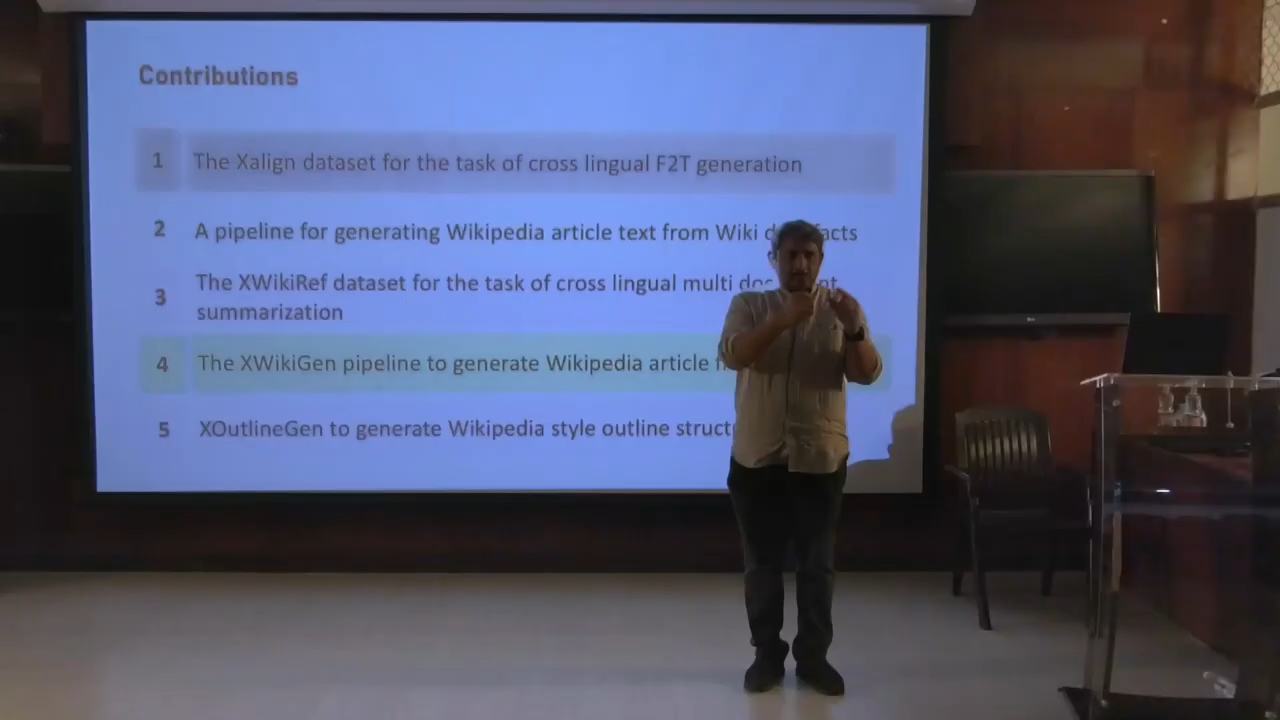 Contributions
1 The Xalign dataset for the task of cross lingual F2T generation
2 A pipeline for generating Wikipedia article text from Wiki facts
3 The XWikiRef dataset for the task of cross lingual multi
summarization
4 The XWikiGen pipeline to generate Wikipedia article
5 XOutlineGen to generate Wikipedia style outline